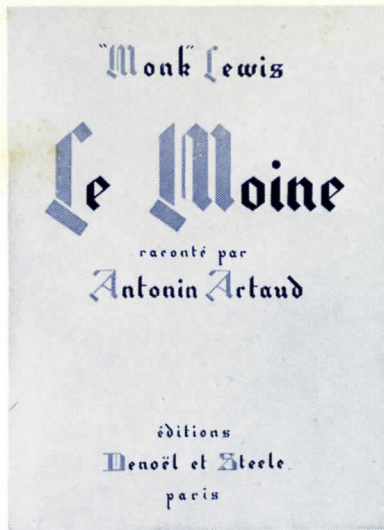 "Monk" Lewis
Le Moine
raconté par
Antonin Artaud
éditions
Denoël et Steele
paris